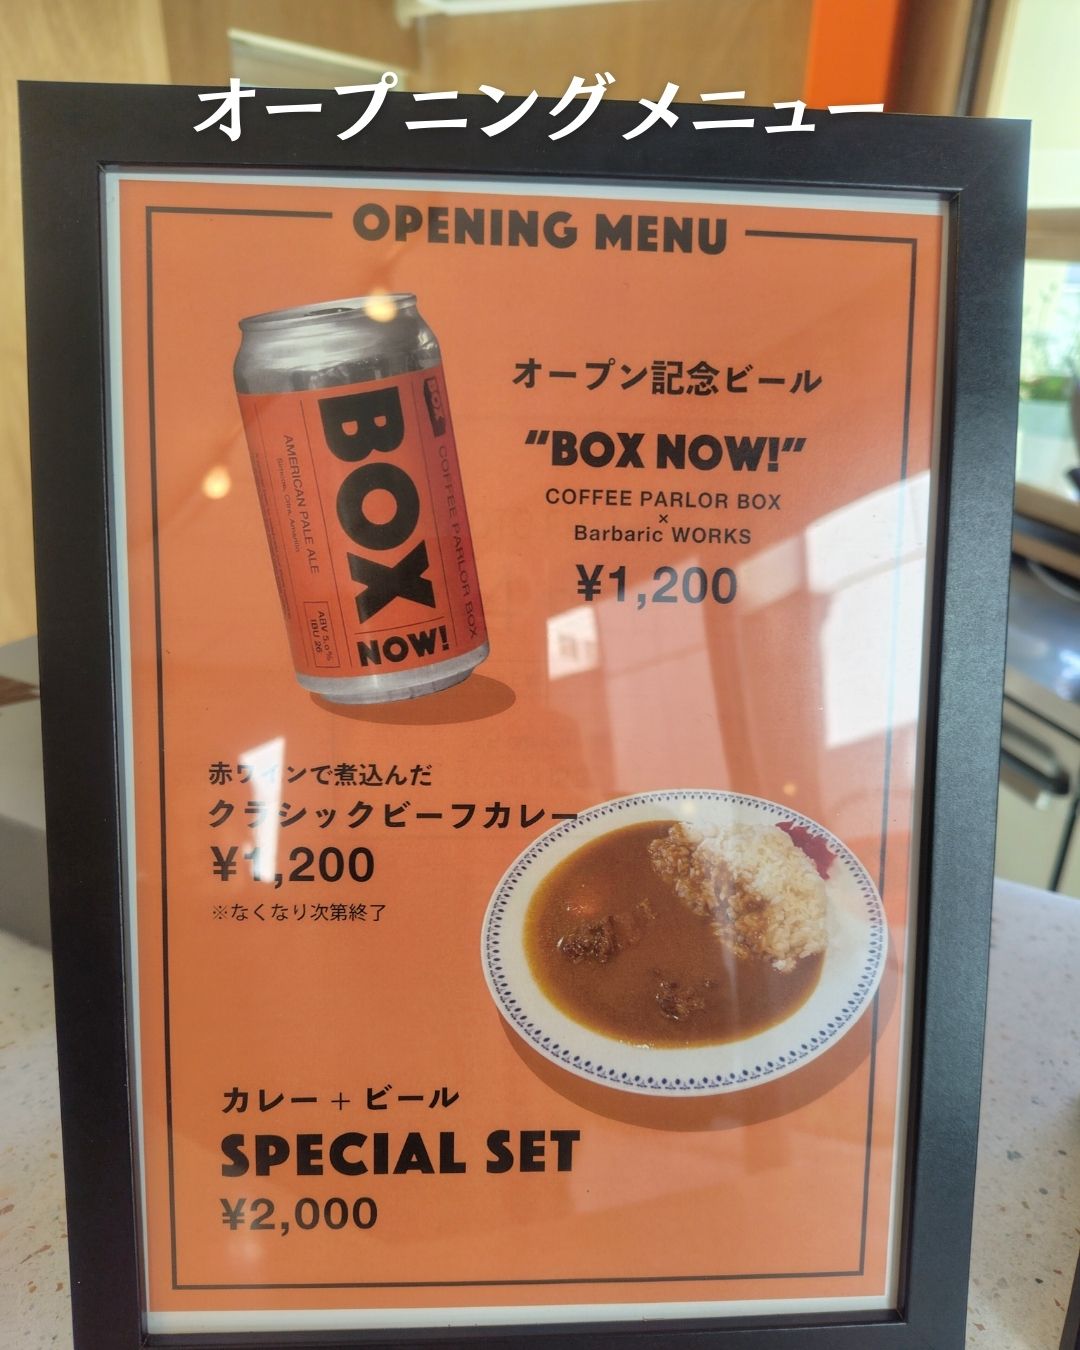 オープニングメニュー
OPENING MENU
オープン記念ビール
"BOX NOW!"
COFFEE PARLOR BOX
×
Barbaric WORKS
¥1,200
BOX
NOW!
BOX
COFFEE PARLOR BOX
AMERICAN PALE ALE
ABV 5.0%
IBU 26
赤ワインで煮込んだ
クラシックビーフカレー
¥1,200
※なくなり次第終了
カレー + ビール
SPECIAL SET
¥2,000